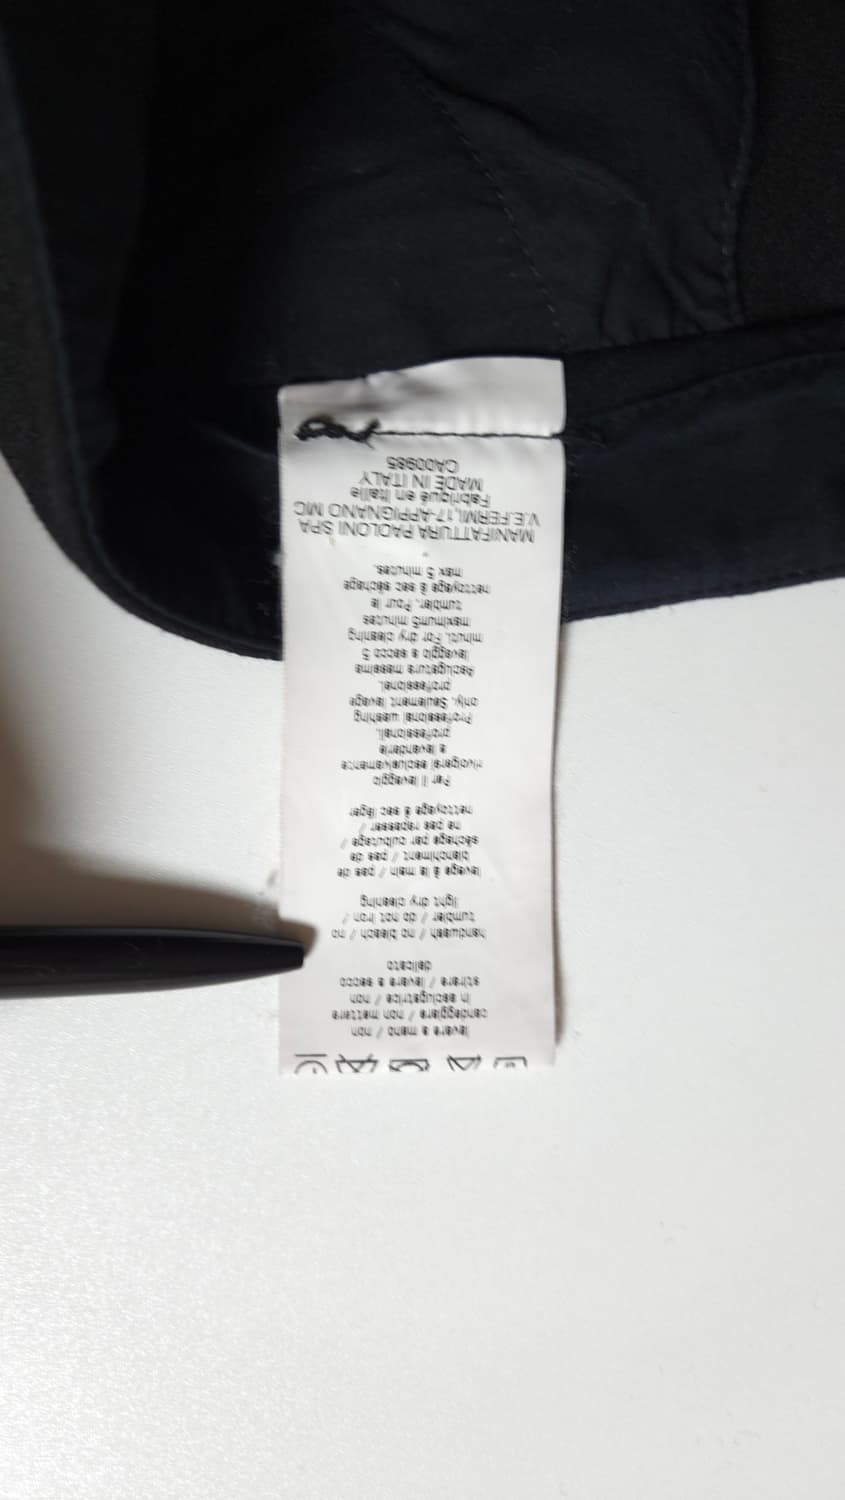 lavare a mano / non
candeggiare / non mettere
in asciugatrice / non
stirare / lavare a secco
delicato
handwash / no bleach / no
tumbler / do not iron /
light dry cleaning
lavage à la main / pas de
blanchiment / pas de
séchage par culbutage /
ne pas repasser /
nettoyage à sec léger
Per il lavaggio
rivolgersi esclusivamente
a lavanderie
professionali.
Professional washing
only. Seulement lavage
professionel.
Asciugatura massima
lavaggio a secco 5
minuti. For dry cleaning
maximum5 minutes
tumbler. Pour le
nettoyage à sec séchage
max 5 minutes.
MANIFATTURA PAOLONI SPA
V.E.FERMI,17-APPIGNANO MC
Fabriqué en Italie
MADE IN ITALY
CA00985